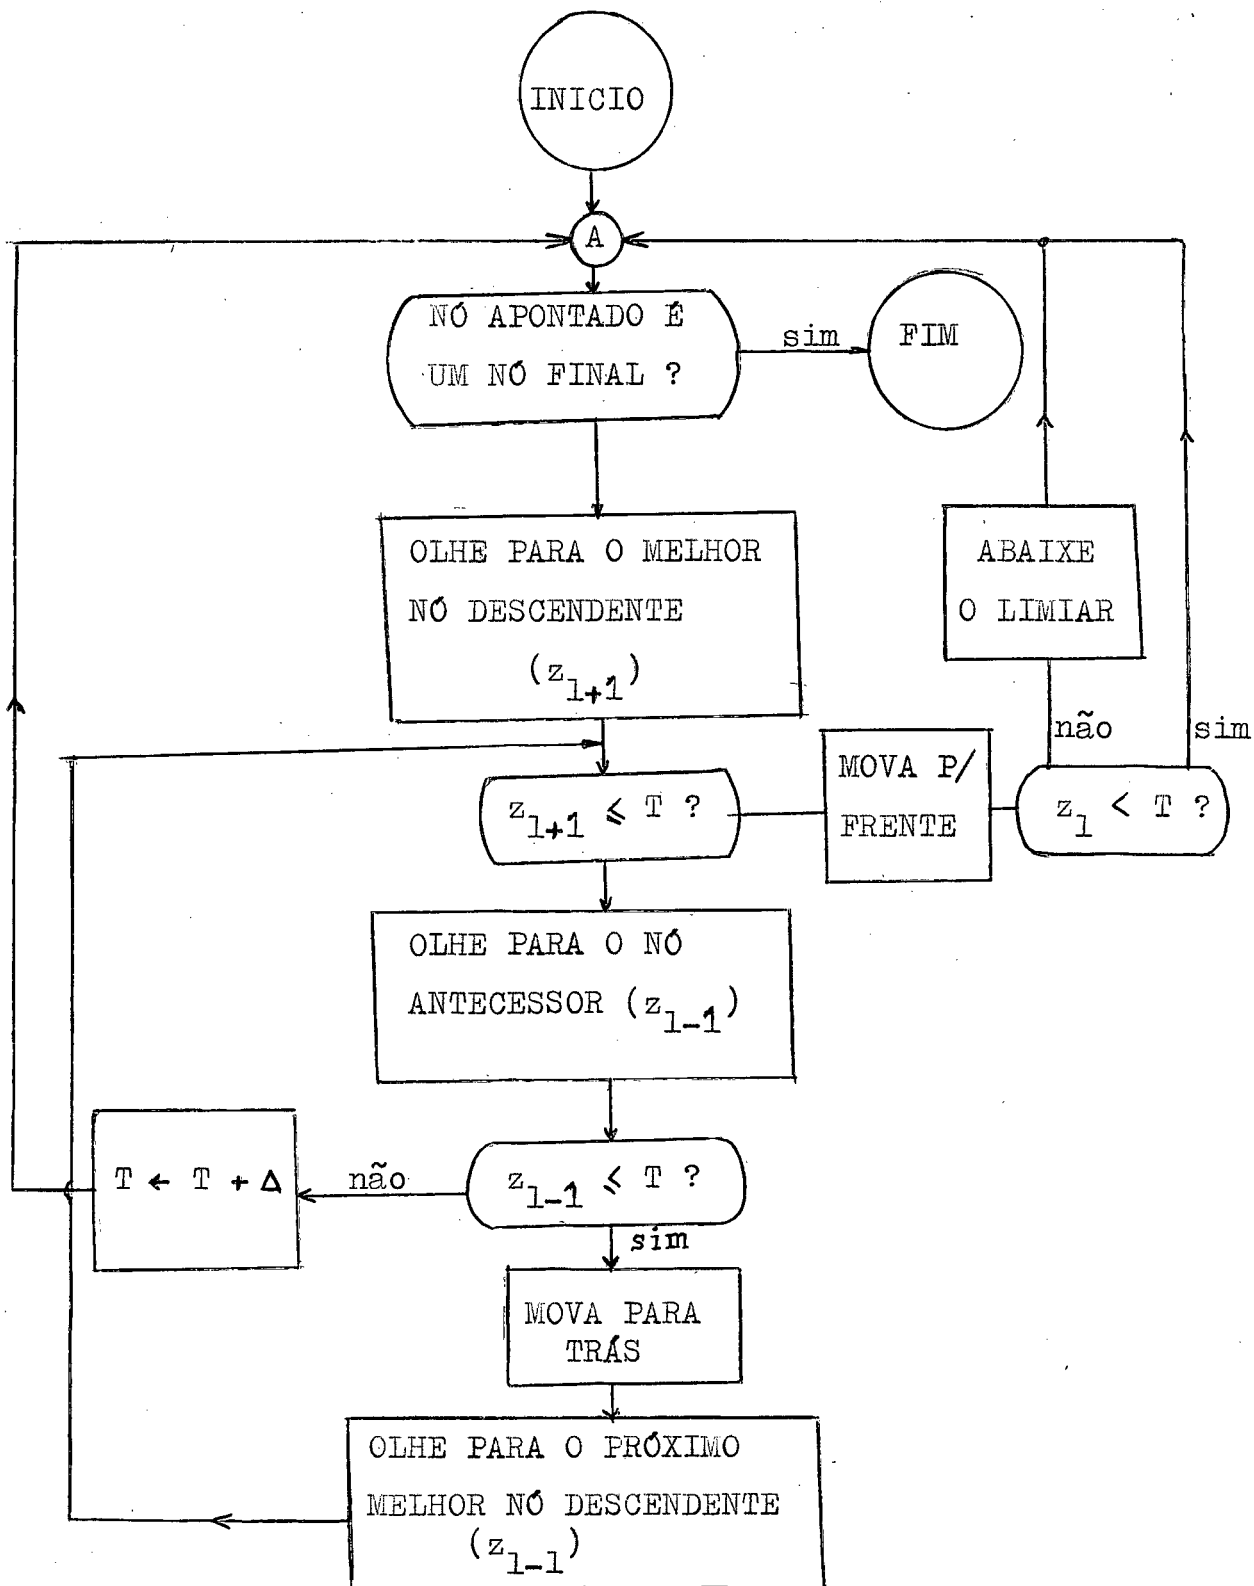 INICIO
A
NÓ APONTADO É
UM NÓ FINAL ?
sim
FIM
OLHE PARA O MELHOR
NÓ DESCENDENTE
(z_{l+1})
ABAIXE
O LIMIAR
não
sim
z_{l+1} ⩽ T ?
MOVA P/
FRENTE
z_l < T ?
OLHE PARA O NÓ
ANTECESSOR (z_{l-1})
T ← T + Δ
não
z_{l-1} ⩽ T ?
sim
MOVA PARA
TRÁS
OLHE PARA O PRÓXIMO
MELHOR NÓ DESCENDENTE
(z_{l-l})